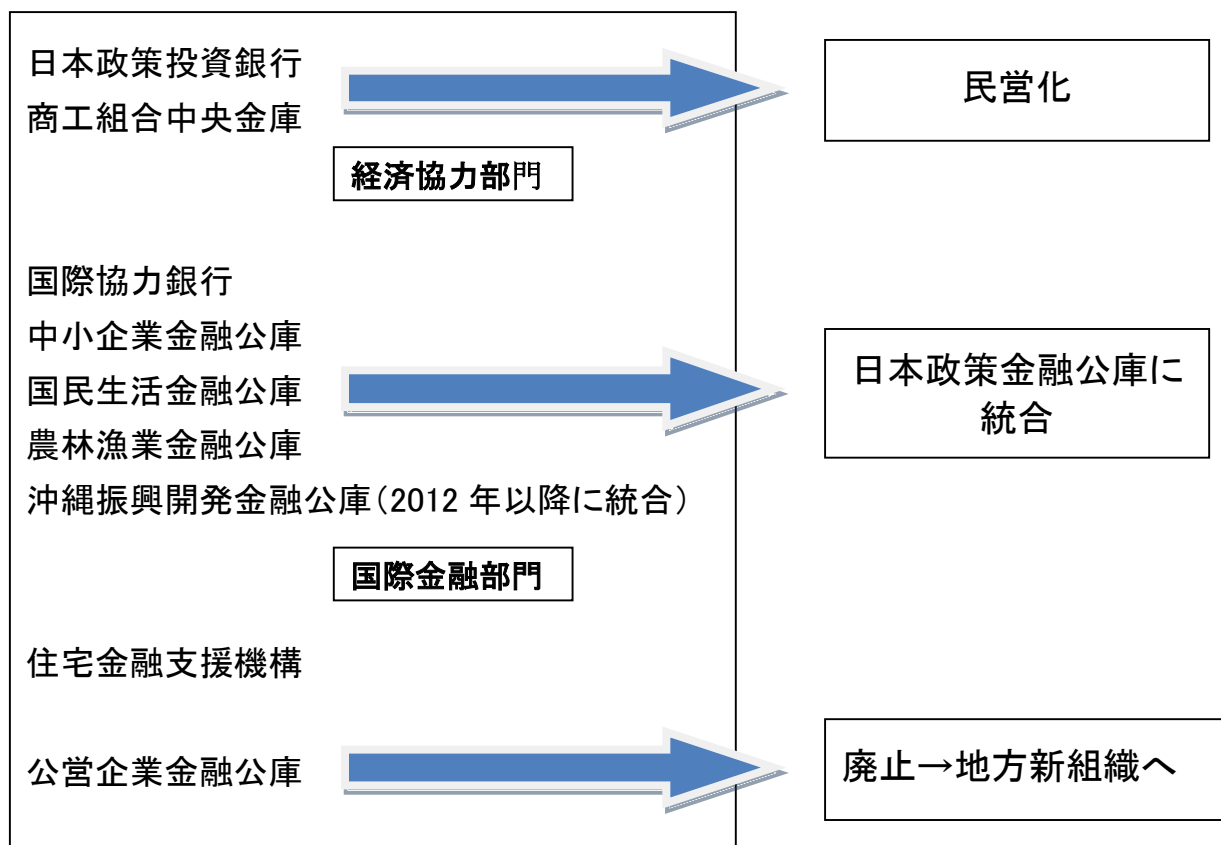 日本政策投資銀行
商工組合中央金庫
民営化
経済協力部門
国際協力銀行
中小企業金融公庫
国民生活金融公庫
農林漁業金融公庫
沖縄振興開発金融公庫(2012 年以降に統合)
日本政策金融公庫に
統合
国際金融部門
住宅金融支援機構
公営企業金融公庫
廃止→地方新組織へ